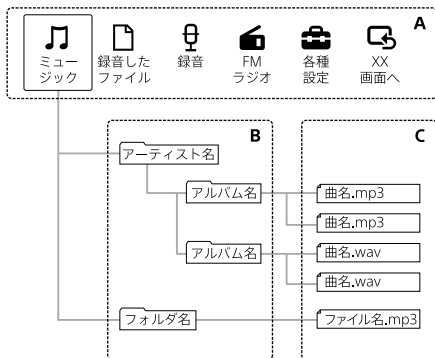 A
ミュー
ジック
録音した
ファイル
録音
FM
ラジオ
各種
設定
XX
画面へ
B
C
アーティスト名
アルバム名
曲名.mp3
曲名.mp3
アルバム名
曲名.wav
曲名.wav
フォルダ名
ファイル名.mp3